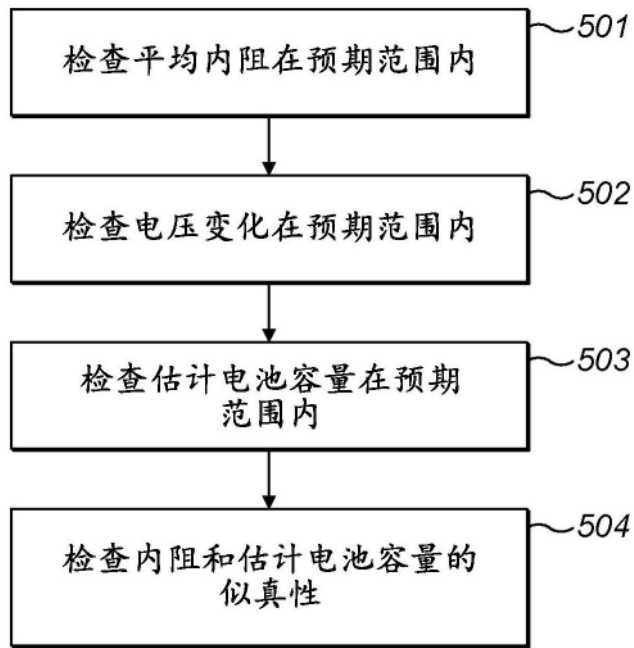 检查平均内阻在预期范围内
501
检查电压变化在预期范围内
502
检查估计电池容量在预期
范围内
503
检查内阻和估计电池容量的
似真性
504